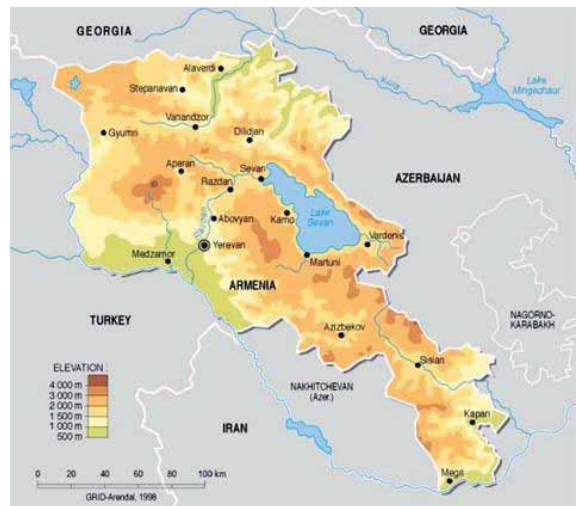 GEORGIA
GEORGIA
Alaverdi
Stepanavan
Kura
Lake
Mingechaur
Vanandzor
Gyumri
Dilidjan
Aparan
Sevan
Razdan
AZERBAIJAN
Kamo
Lake
Sevan
Abovyan
Vardenis
Yerevan
Medzamor
Martuni
ARMENIA
NAGORNO-
KARABAKH
TURKEY
Azizbekov
Sisian
ELEVATION :
4 000 m
3 000 m
2 000 m
1 500 m
1 000 m
500 m
NAKHITCHEVAN
(Azer.)
Kapan
IRAN
Megri
0 20 40 60 80 100 km
GRID-Arendal, 1998